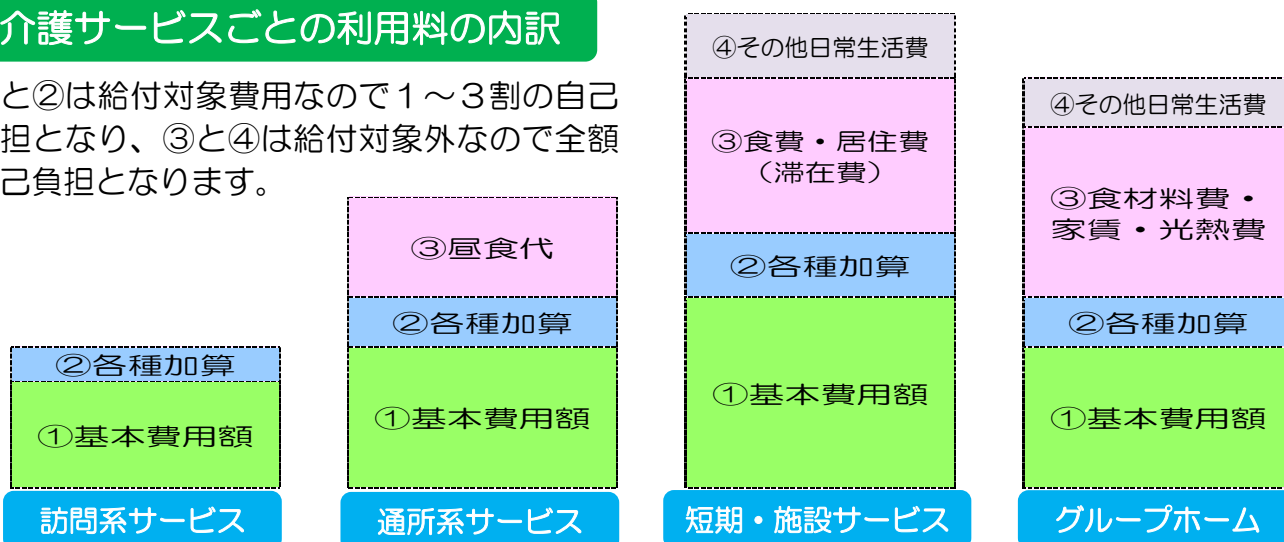 介護サービスごとの利用料の内訳
と②は給付対象費用なので１～３割の自己
担となり、③と④は給付対象外なので全額
己負担となります。
②各種加算
①基本費用額
訪問系サービス
③昼食代
②各種加算
①基本費用額
通所系サービス
④その他日常生活費
③食費・居住費
（滞在費）
②各種加算
①基本費用額
短期・施設サービス
④その他日常生活費
③食材料費・
家賃・光熱費
②各種加算
①基本費用額
グループホーム